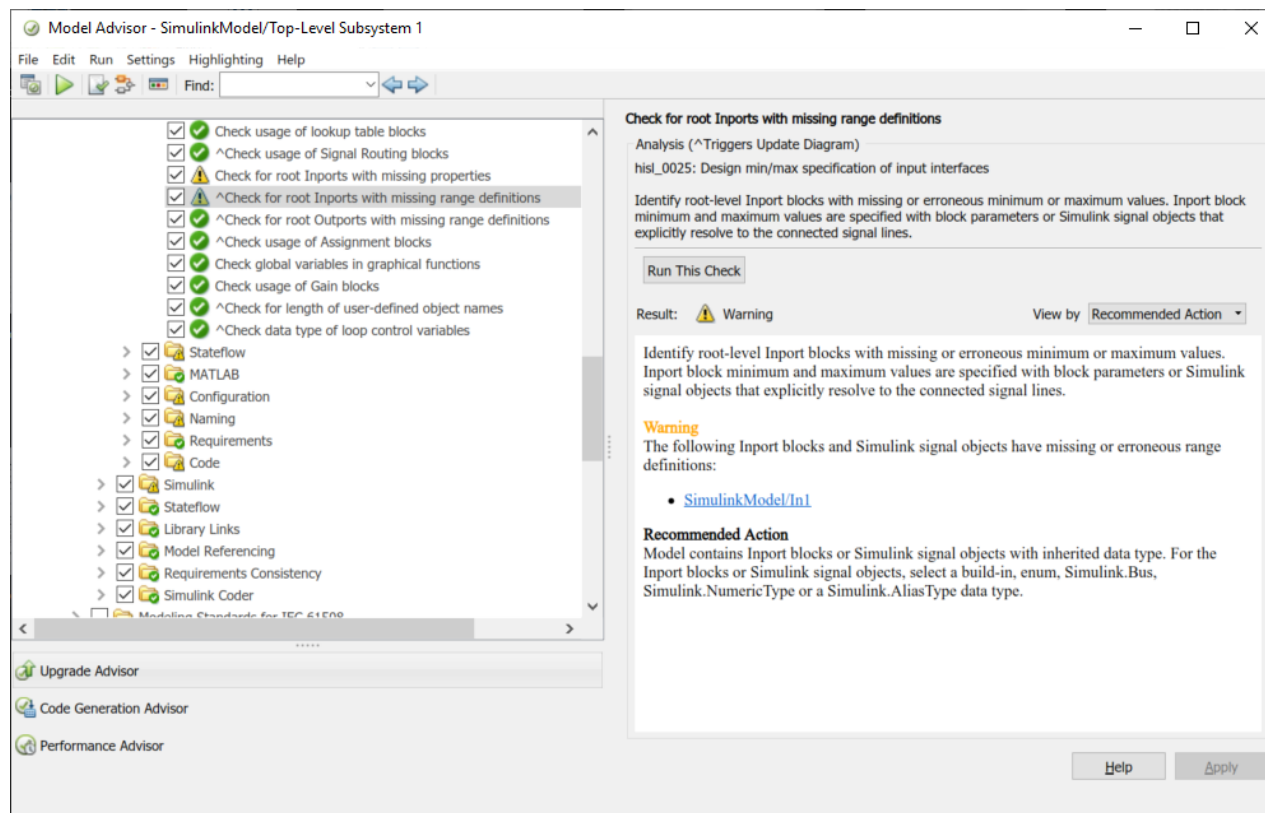 Model Advisor - SimulinkModel/Top-Level Subsystem 1
File Edit Run Settings Highlighting Help
Find:
Check usage of lookup table blocks
^Check usage of Signal Routing blocks
Check for root Inports with missing properties
^Check for root Inports with missing range definitions
^Check for root Outports with missing range definitions
^Check usage of Assignment blocks
Check global variables in graphical functions
Check usage of Gain blocks
^Check for length of user-defined object names
^Check data type of loop control variables
Stateflow
MATLAB
Configuration
Naming
Requirements
Code
Simulink
Stateflow
Library Links
Model Referencing
Requirements Consistency
Simulink Coder
Modeling Standards for IEC 61508
Upgrade Advisor
Code Generation Advisor
Performance Advisor
Check for root Inports with missing range definitions
Analysis (^Triggers Update Diagram)
hisl_0025: Design min/max specification of input interfaces
Identify root-level Inport blocks with missing or erroneous minimum or maximum values. Inport block
minimum and maximum values are specified with block parameters or Simulink signal objects that
explicitly resolve to the connected signal lines.
Run This Check
Result: Warning View by Recommended Action
Identify root-level Inport blocks with missing or erroneous minimum or maximum values.
Inport block minimum and maximum values are specified with block parameters or Simulink
signal objects that explicitly resolve to the connected signal lines.
Warning
The following Inport blocks and Simulink signal objects have missing or erroneous range
definitions:
• SimulinkModel/In1
Recommended Action
Model contains Inport blocks or Simulink signal objects with inherited data type. For the
Inport blocks or Simulink signal objects, select a build-in, enum, Simulink.Bus,
Simulink.NumericType or a Simulink.AliasType data type.
Help Apply